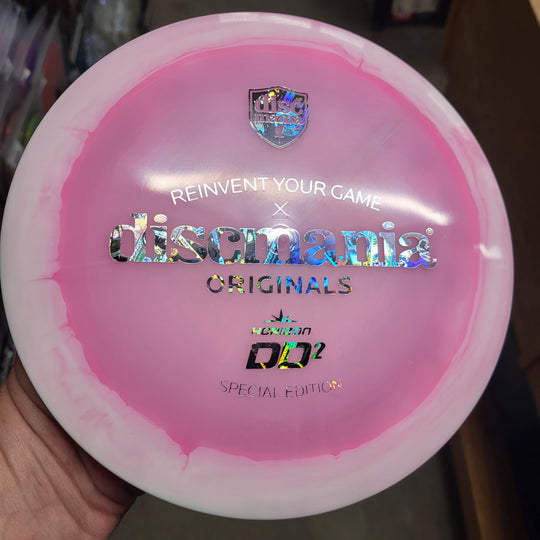 disc
mania
REINVENT YOUR GAME
X
discmania®
ORIGINALS
HORIZON
DD2
SPECIAL EDITION